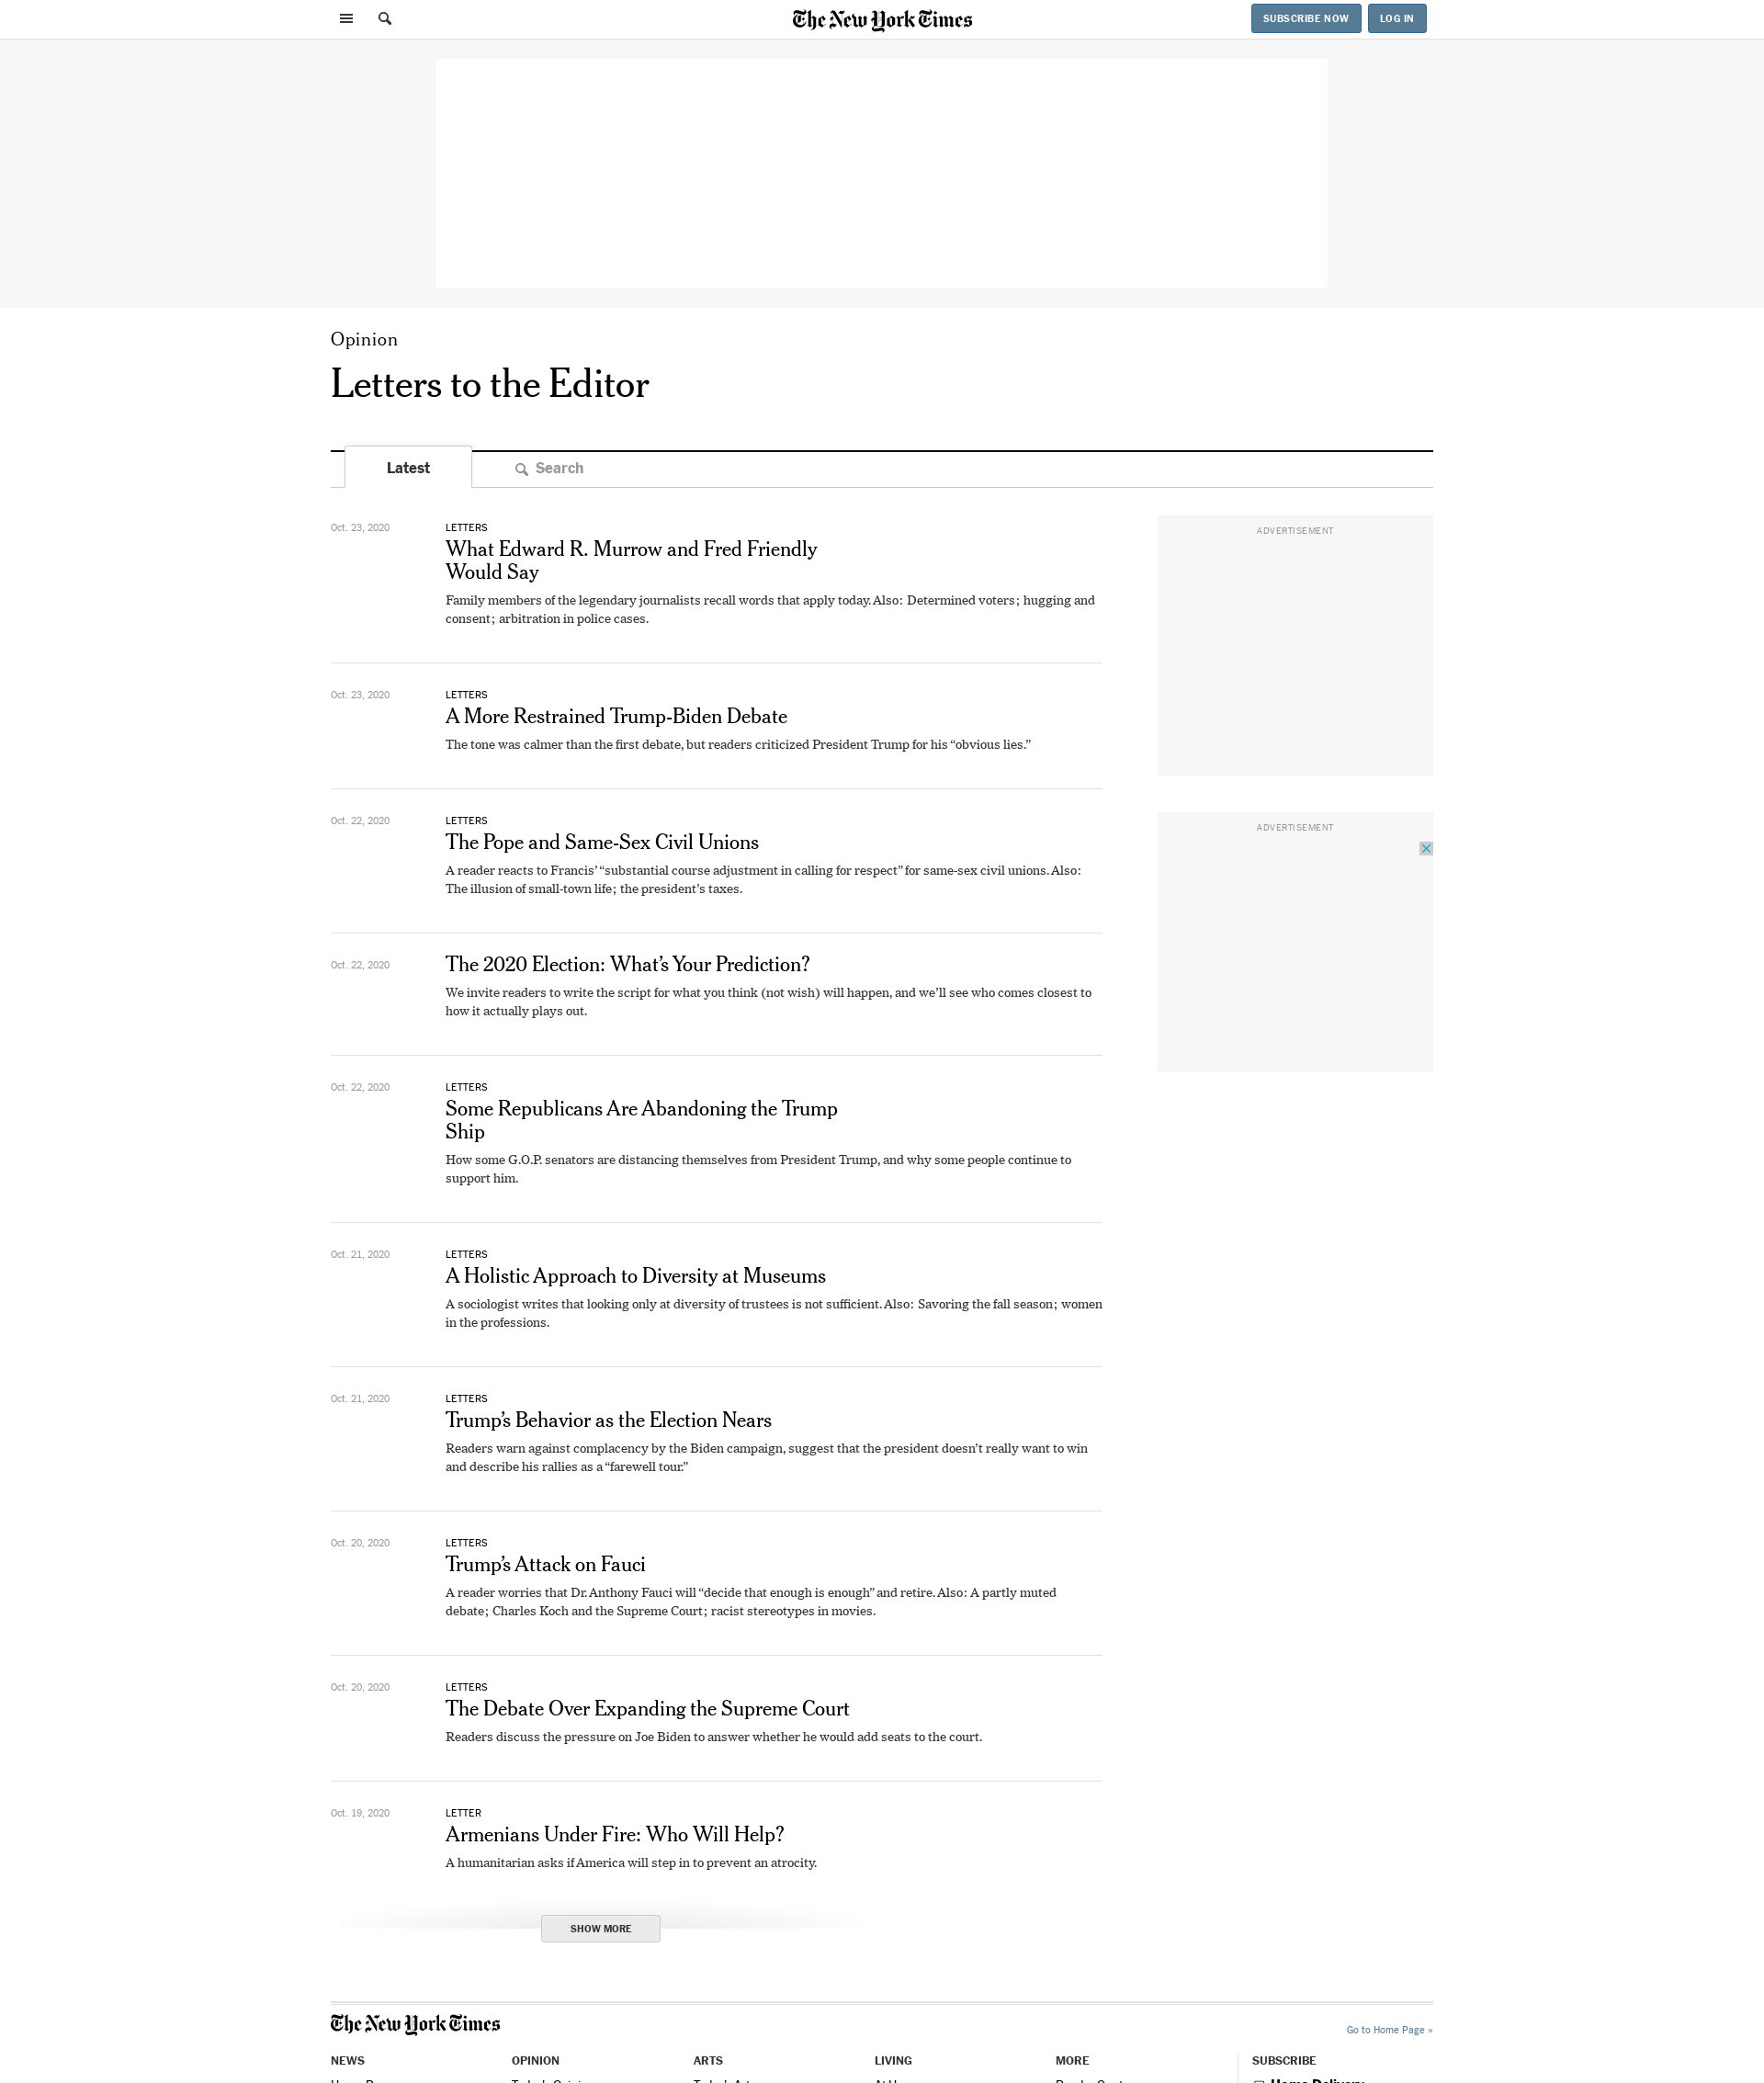 The New York Times
SUBSCRIBE NOW
LOG IN
Opinion
Letters to the Editor
Latest
Search
Oct. 23, 2020
LETTERS
What Edward R. Murrow and Fred Friendly
Would Say
Family members of the legendary journalists recall words that apply today. Also: Determined voters; hugging and
consent; arbitration in police cases.
ADVERTISEMENT
Oct. 23, 2020
LETTERS
A More Restrained Trump-Biden Debate
The tone was calmer than the first debate, but readers criticized President Trump for his “obvious lies.”
Oct. 22, 2020
LETTERS
The Pope and Same-Sex Civil Unions
A reader reacts to Francis’ “substantial course adjustment in calling for respect” for same-sex civil unions. Also:
The illusion of small-town life; the president’s taxes.
ADVERTISEMENT
Oct. 22, 2020
The 2020 Election: What’s Your Prediction?
We invite readers to write the script for what you think (not wish) will happen, and we’ll see who comes closest to
how it actually plays out.
Oct. 22, 2020
LETTERS
Some Republicans Are Abandoning the Trump
Ship
How some G.O.P. senators are distancing themselves from President Trump, and why some people continue to
support him.
Oct. 21, 2020
LETTERS
A Holistic Approach to Diversity at Museums
A sociologist writes that looking only at diversity of trustees is not sufficient. Also: Savoring the fall season; women
in the professions.
Oct. 21, 2020
LETTERS
Trump’s Behavior as the Election Nears
Readers warn against complacency by the Biden campaign, suggest that the president doesn’t really want to win
and describe his rallies as a “farewell tour.”
Oct. 20, 2020
LETTERS
Trump’s Attack on Fauci
A reader worries that Dr. Anthony Fauci will “decide that enough is enough” and retire. Also: A partly muted
debate; Charles Koch and the Supreme Court; racist stereotypes in movies.
Oct. 20, 2020
LETTERS
The Debate Over Expanding the Supreme Court
Readers discuss the pressure on Joe Biden to answer whether he would add seats to the court.
Oct. 19, 2020
LETTER
Armenians Under Fire: Who Will Help?
A humanitarian asks if America will step in to prevent an atrocity.
SHOW MORE
The New York Times
Go to Home Page »
NEWS
OPINION
ARTS
LIVING
MORE
SUBSCRIBE
Home Delivery